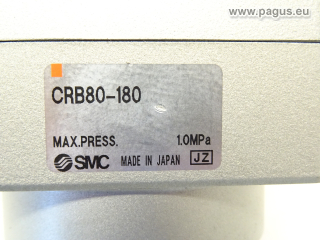 www.pagus.eu
CRB80-180
MAX.PRESS. 1.0MPa
SMC MADE IN JAPAN JZ